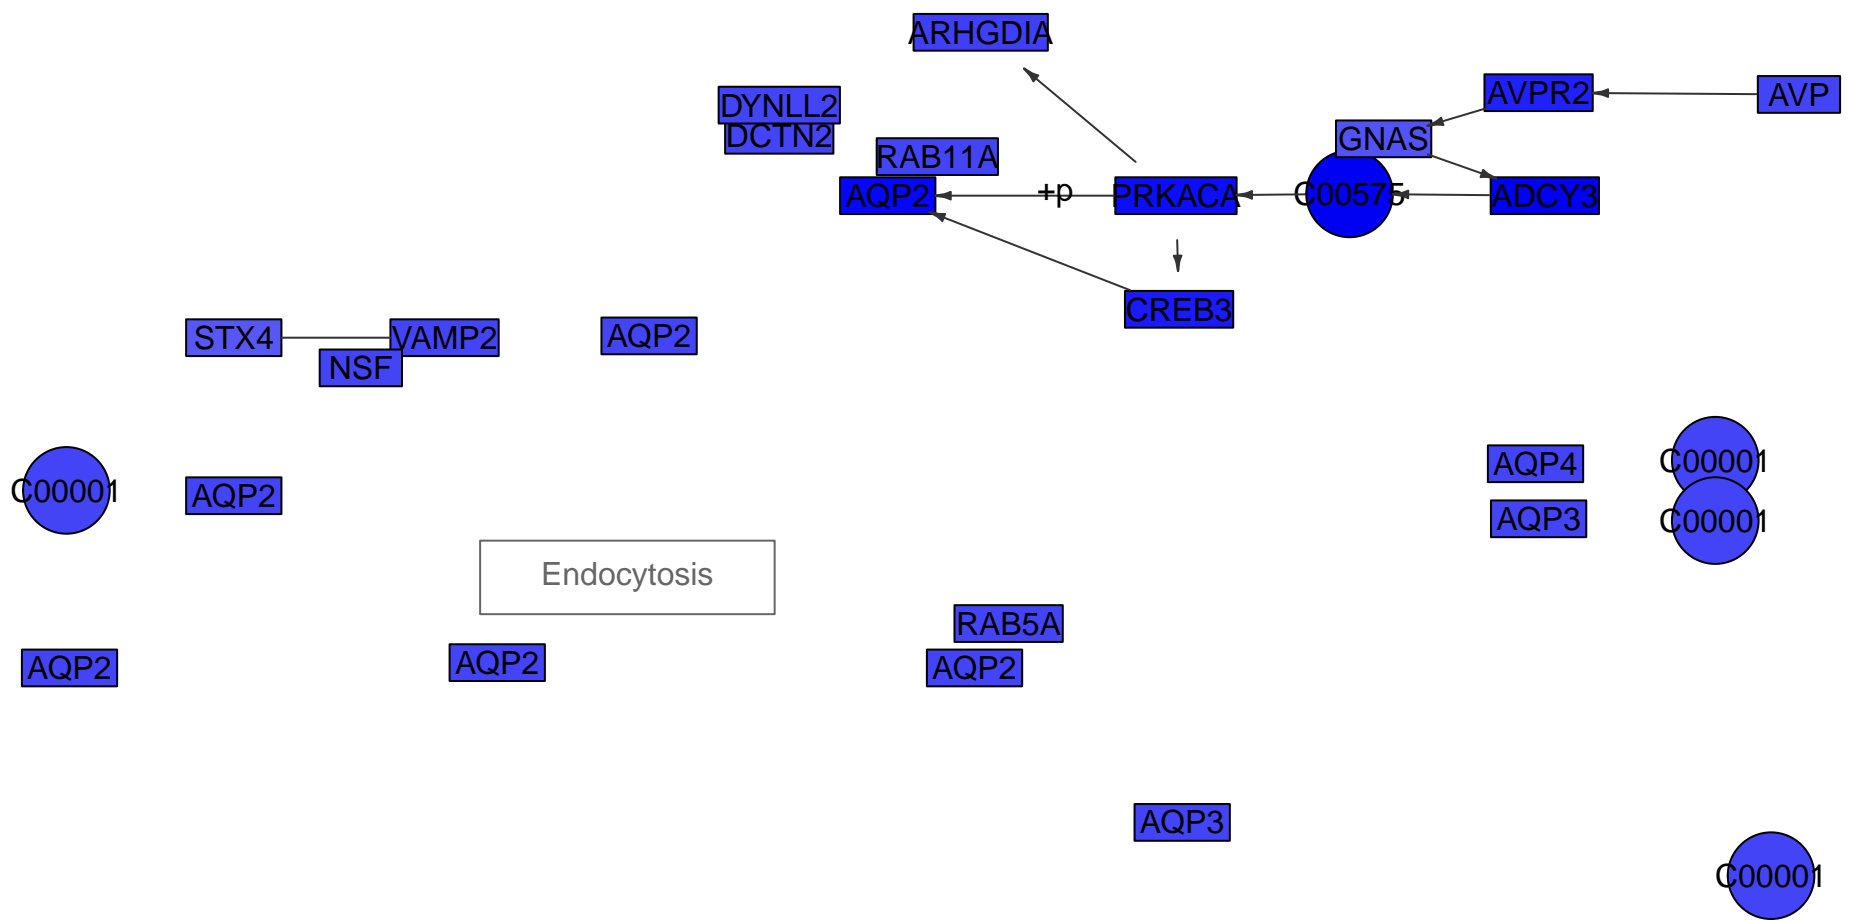 ARHGDIA
DYNLL2
DCTN2
RAB11A
AVPR2
AVP
GNAS
AQP2
+p
PRKACA
C00575
ADCY3
CREB3
STX4
VAMP2
NSF
AQP2
C00001
AQP2
AQP4
C00001
AQP3
C00001
Endocytosis
RAB5A
AQP2
AQP2
AQP2
AQP3
C00001